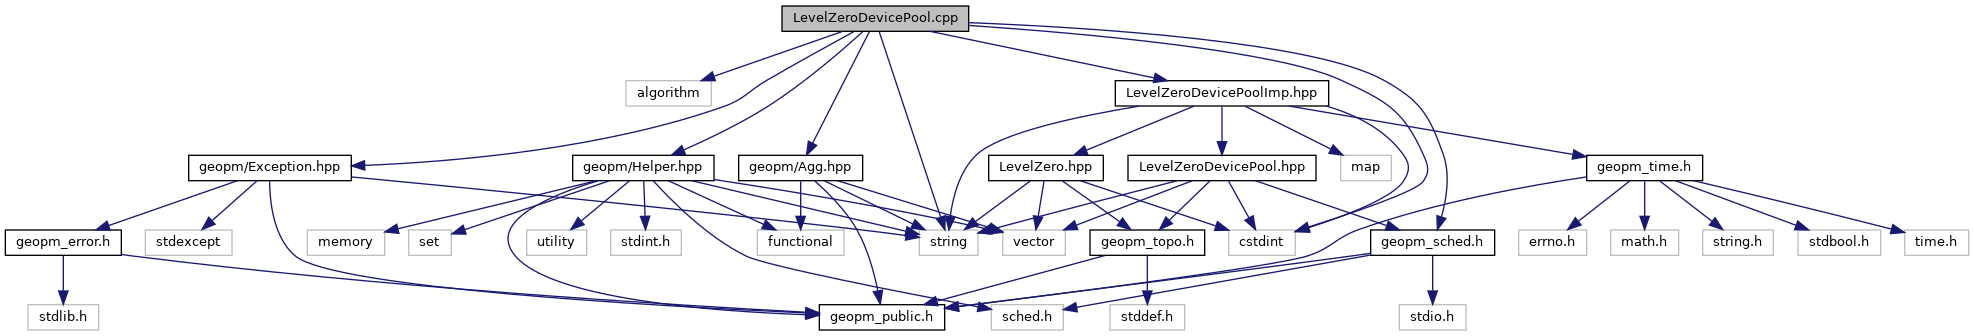 LevelZeroDevicePool.cpp
algorithm
LevelZeroDevicePoolImp.hpp
geopm/Exception.hpp
geopm/Helper.hpp
geopm/Agg.hpp
LevelZero.hpp
LevelZeroDevicePool.hpp
map
geopm_time.h
geopm_error.h
stdexcept
memory
set
utility
stdint.h
functional
string
vector
geopm_topo.h
cstdint
geopm_sched.h
errno.h
math.h
string.h
stdbool.h
time.h
stdlib.h
geopm_public.h
sched.h
stddef.h
stdio.h